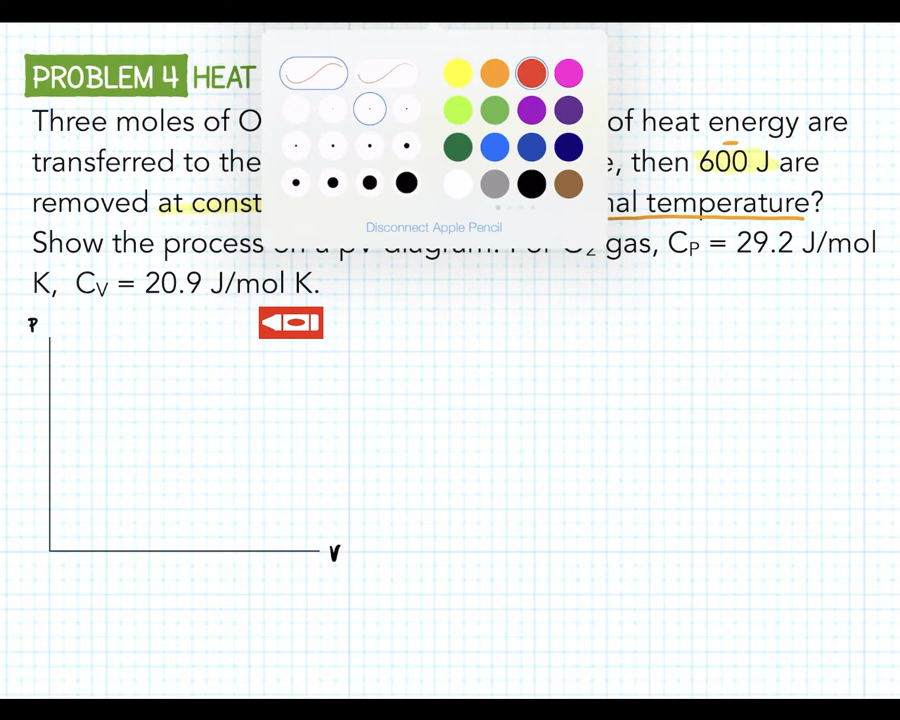 PROBLEM 4 HEAT
Three moles of O of heat energy are
transferred to the then 600 J are
removed at const temperature?
Disconnect Apple Pencil
Show the process gas, CP = 29.2 J/mol
K, CV = 20.9 J/mol K.
P
V